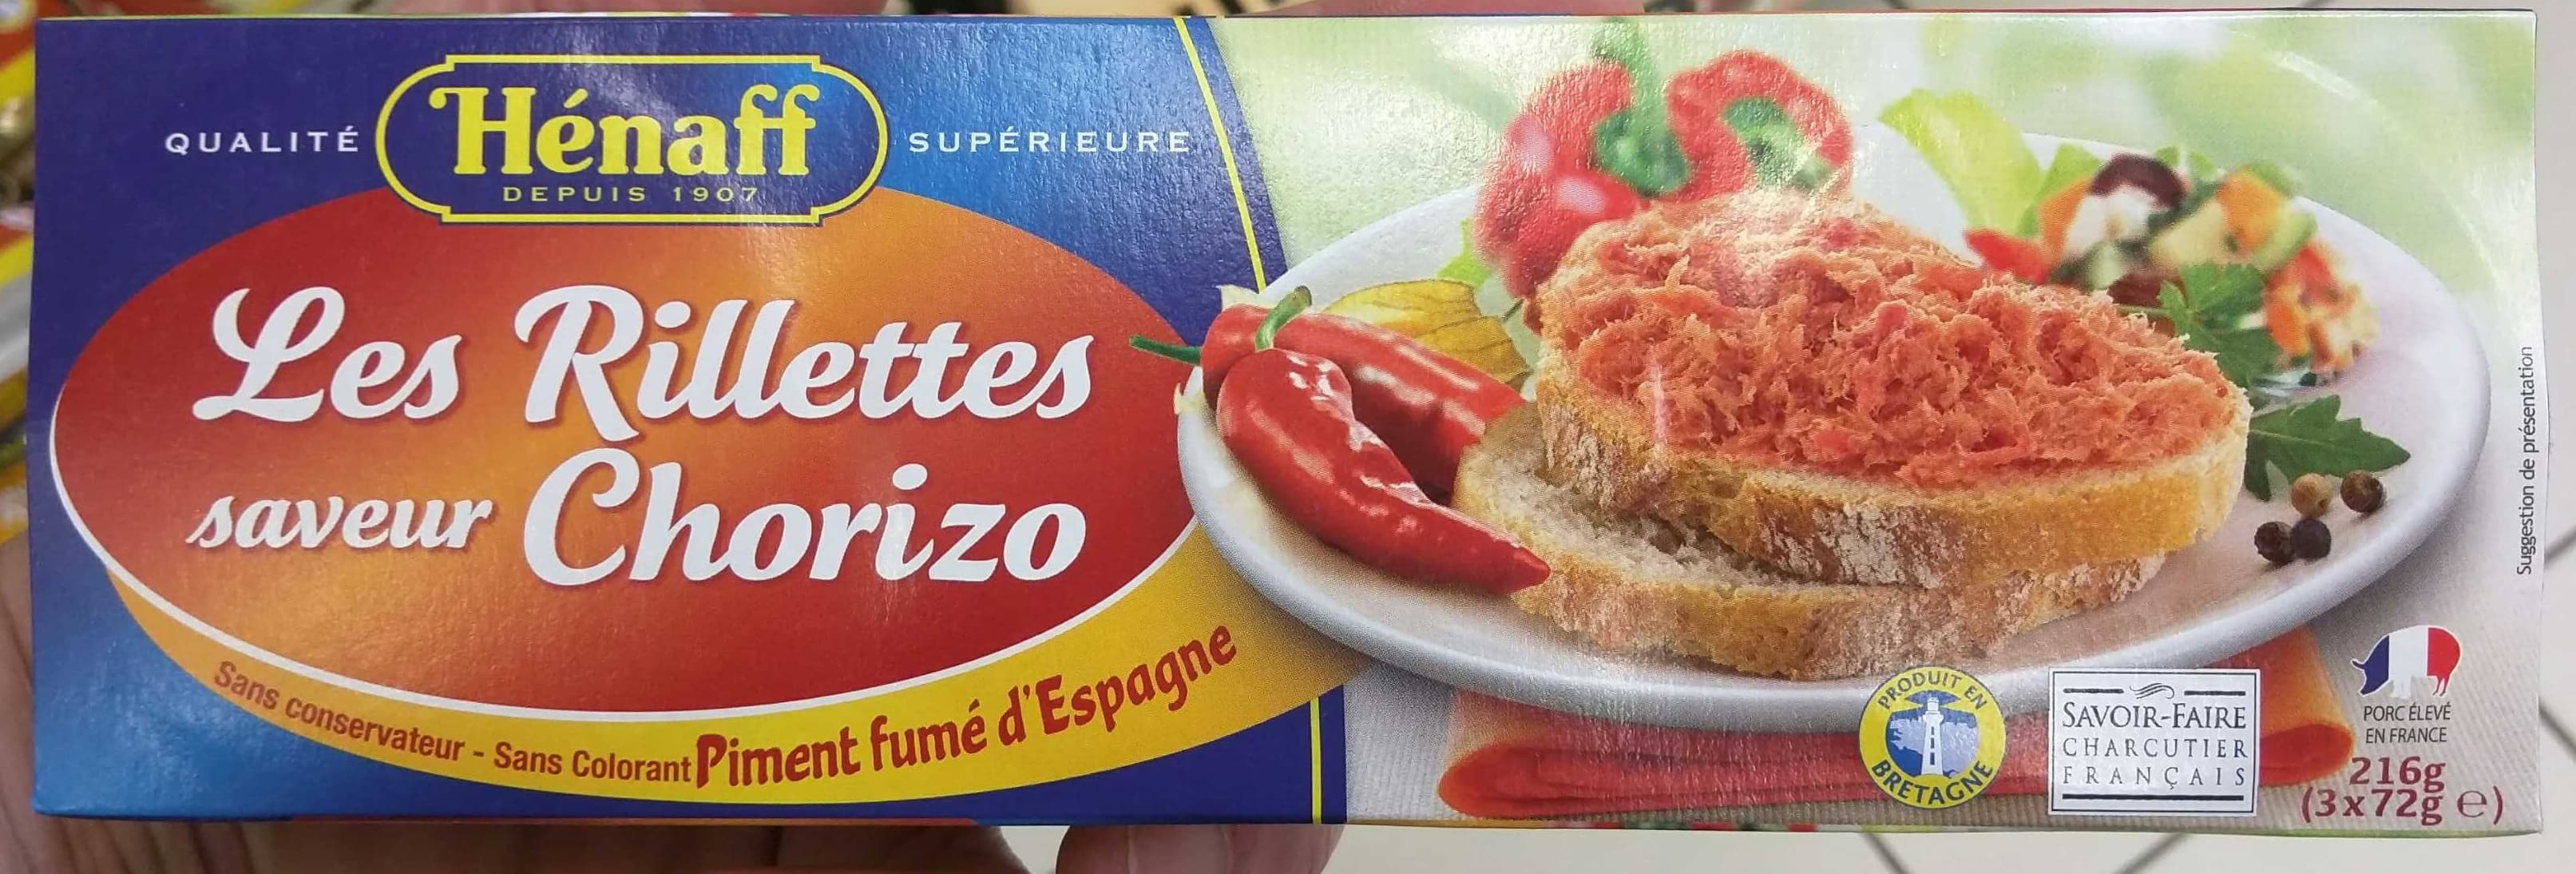 QUALITÉ Hénaff SUPÉRIEURE
DEPUIS 1907
Les Rillettes
saveur Chorizo
Sans conservateur - Sans Colorant Piment fumé d'Espagne
Suggestion de présentation
PRODUIT EN
BRETAGNE
SAVOIR-FAIRE
CHARCUTIER
FRANÇAIS
PORC ÉLEVÉ
EN FRANCE
216g
(3x72g ℮)